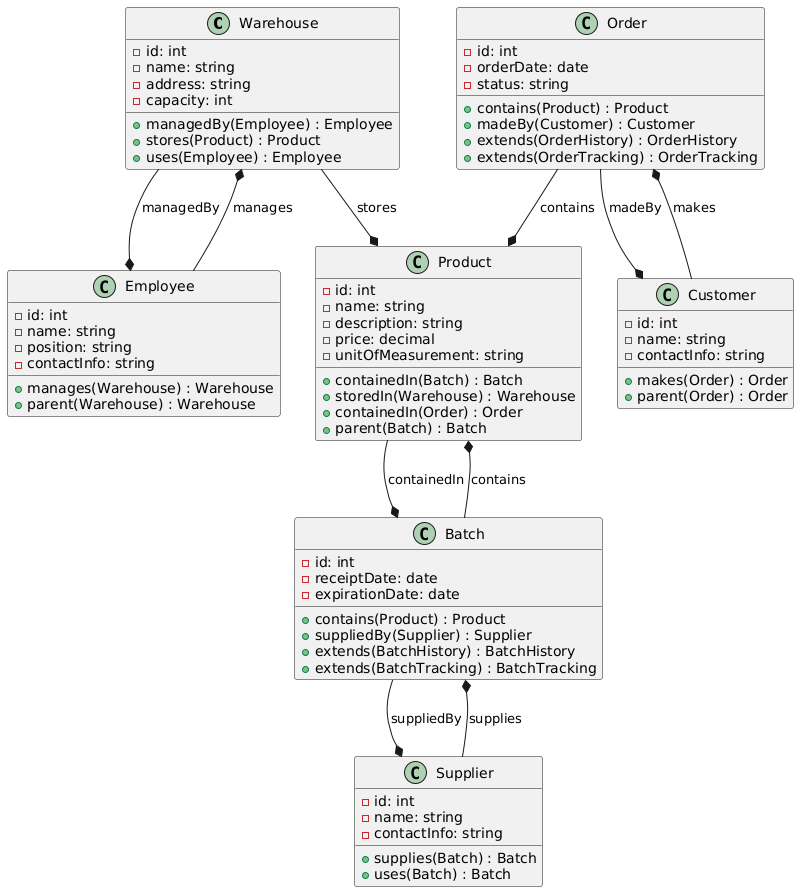 C Warehouse
id: int
name: string
address: string
capacity: int
managedBy(Employee) : Employee
stores(Product) : Product
uses(Employee) : Employee
C Order
id: int
orderDate: date
status: string
contains(Product) : Product
madeBy(Customer) : Customer
extends(OrderHistory) : OrderHistory
extends(OrderTracking) : OrderTracking
managedBy
manages
stores
contains
madeBy
makes
C Employee
id: int
name: string
position: string
contactInfo: string
manages(Warehouse) : Warehouse
parent(Warehouse) : Warehouse
C Product
id: int
name: string
description: string
price: decimal
unitOfMeasurement: string
containedIn(Batch) : Batch
storedIn(Warehouse) : Warehouse
containedIn(Order) : Order
parent(Batch) : Batch
C Customer
id: int
name: string
contactInfo: string
makes(Order) : Order
parent(Order) : Order
containedIn
contains
C Batch
id: int
receiptDate: date
expirationDate: date
contains(Product) : Product
suppliedBy(Supplier) : Supplier
extends(BatchHistory) : BatchHistory
extends(BatchTracking) : BatchTracking
suppliedBy
supplies
C Supplier
id: int
name: string
contactInfo: string
supplies(Batch) : Batch
uses(Batch) : Batch